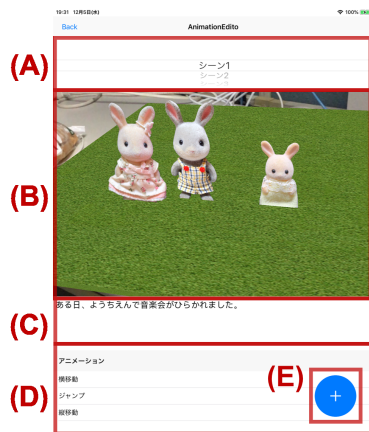 19:31 12月5日(水)
100%
Back
AnimationEdito
(A)
シーン1
シーン2
(B)
ある日、ようちえんで音楽会がひらかれました。
(C)
アニメーション
横移動
(E)
ジャンプ
(D)
縦移動
+